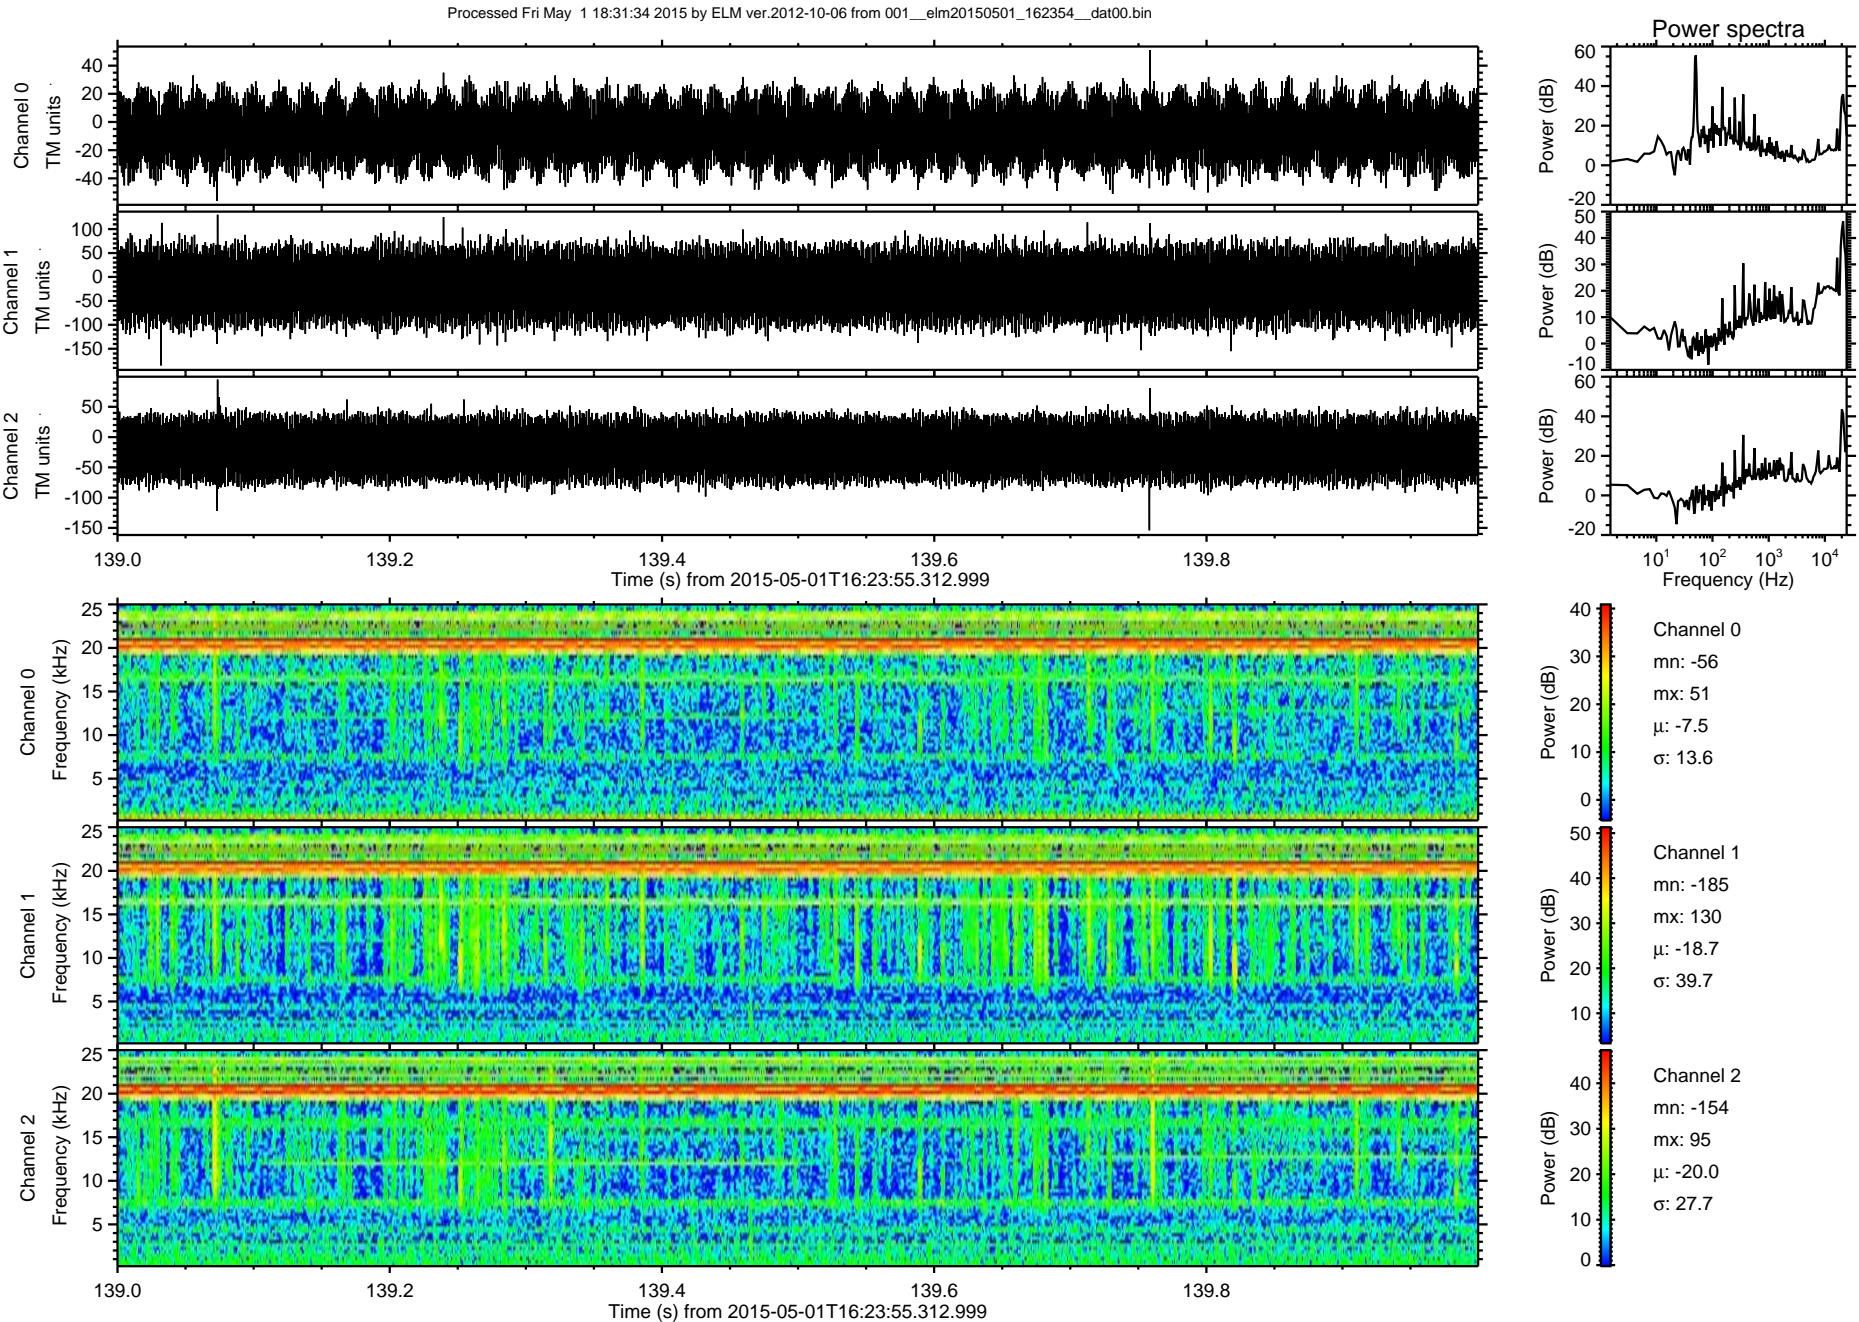 Processed Fri May  1 18:31:34 2015 by ELM ver.2012-10-06 from 001__elm20150501_162354__dat00.bin
Power spectra
Channel 0
TM units
40
20
0
-20
-40
Power (dB)
60
40
20
0
-20
Channel 1
TM units
100
50
0
-50
-100
-150
Power (dB)
50
40
30
20
10
0
-10
Channel 2
TM units
50
0
-50
-100
-150
Power (dB)
60
40
20
0
-20
139.0 139.2 139.4 139.6 139.8
Time (s) from 2015-05-01T16:23:55.312.999
10^1 10^2 10^3 10^4
Frequency (Hz)
Channel 0
Frequency (kHz)
25
20
15
10
5
Power (dB)
40
30
20
10
0
Channel 0
mn: -56
mx: 51
μ: -7.5
σ: 13.6
Channel 1
Frequency (kHz)
25
20
15
10
5
Power (dB)
50
40
30
20
10
Channel 1
mn: -185
mx: 130
μ: -18.7
σ: 39.7
Channel 2
Frequency (kHz)
25
20
15
10
5
Power (dB)
40
30
20
10
0
Channel 2
mn: -154
mx: 95
μ: -20.0
σ: 27.7
139.0 139.2 139.4 139.6 139.8
Time (s) from 2015-05-01T16:23:55.312.999